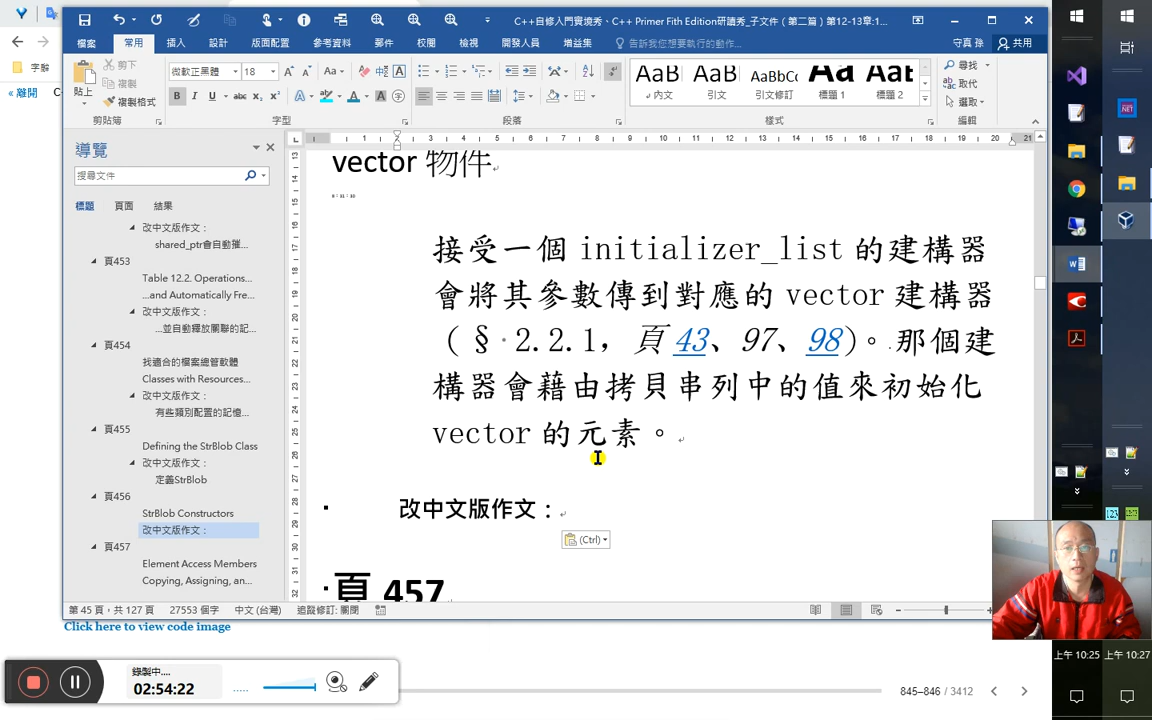 C++自修入門實境秀、C++ Primer Fith Edition研讀秀_子文件 ( 第二篇 ) 第12-13章:1...
檔案
常用
插入
設計
版面配置
參考資料
郵件
校閱
檢視
開發人員
增益集
告訴我您想要執行的動作...
守真 孫
共用
字齡
« 離開
貼上
剪下
複製
複製格式
剪貼簿
微軟正黑體
18
字型
段落
AaB
內文
AaB
引文
AaBbCc
引文修訂
Aa
標題 1
Aat
標題 2
樣式
尋找
取代
選取
編輯
導覽
搜尋文件
標題
頁面
結果
改中文版作文：
shared_ptr會自動摧...
頁453
Table 12.2. Operations...
...and Automatically Fre...
改中文版作文：
...並自動釋放關聯的記...
頁454
找適合的檔案總管軟體
Classes with Resources...
改中文版作文：
有些類別配置的記憶...
頁455
Defining the StrBlob Class
改中文版作文：
定義StrBlob
頁456
StrBlob Constructors
改中文版作文：
頁457
Element Access Members
Copying, Assigning, an...
vector 物件
接受一個 initializer_list 的建構器
會將其參數傳到對應的 vector 建構器
（§ 2.2.1，頁 43、97、98)。那個建
構器會藉由拷貝串列中的值來初始化
vector 的元素。
改中文版作文：
(Ctrl)
頁 457
第 45 頁，共 127 頁
27553 個字
中文 (台灣)
追蹤修訂: 關閉
Click here to view code image
錄製中....
02:54:22
845–846 / 3412
上午 10:25
上午 10:27